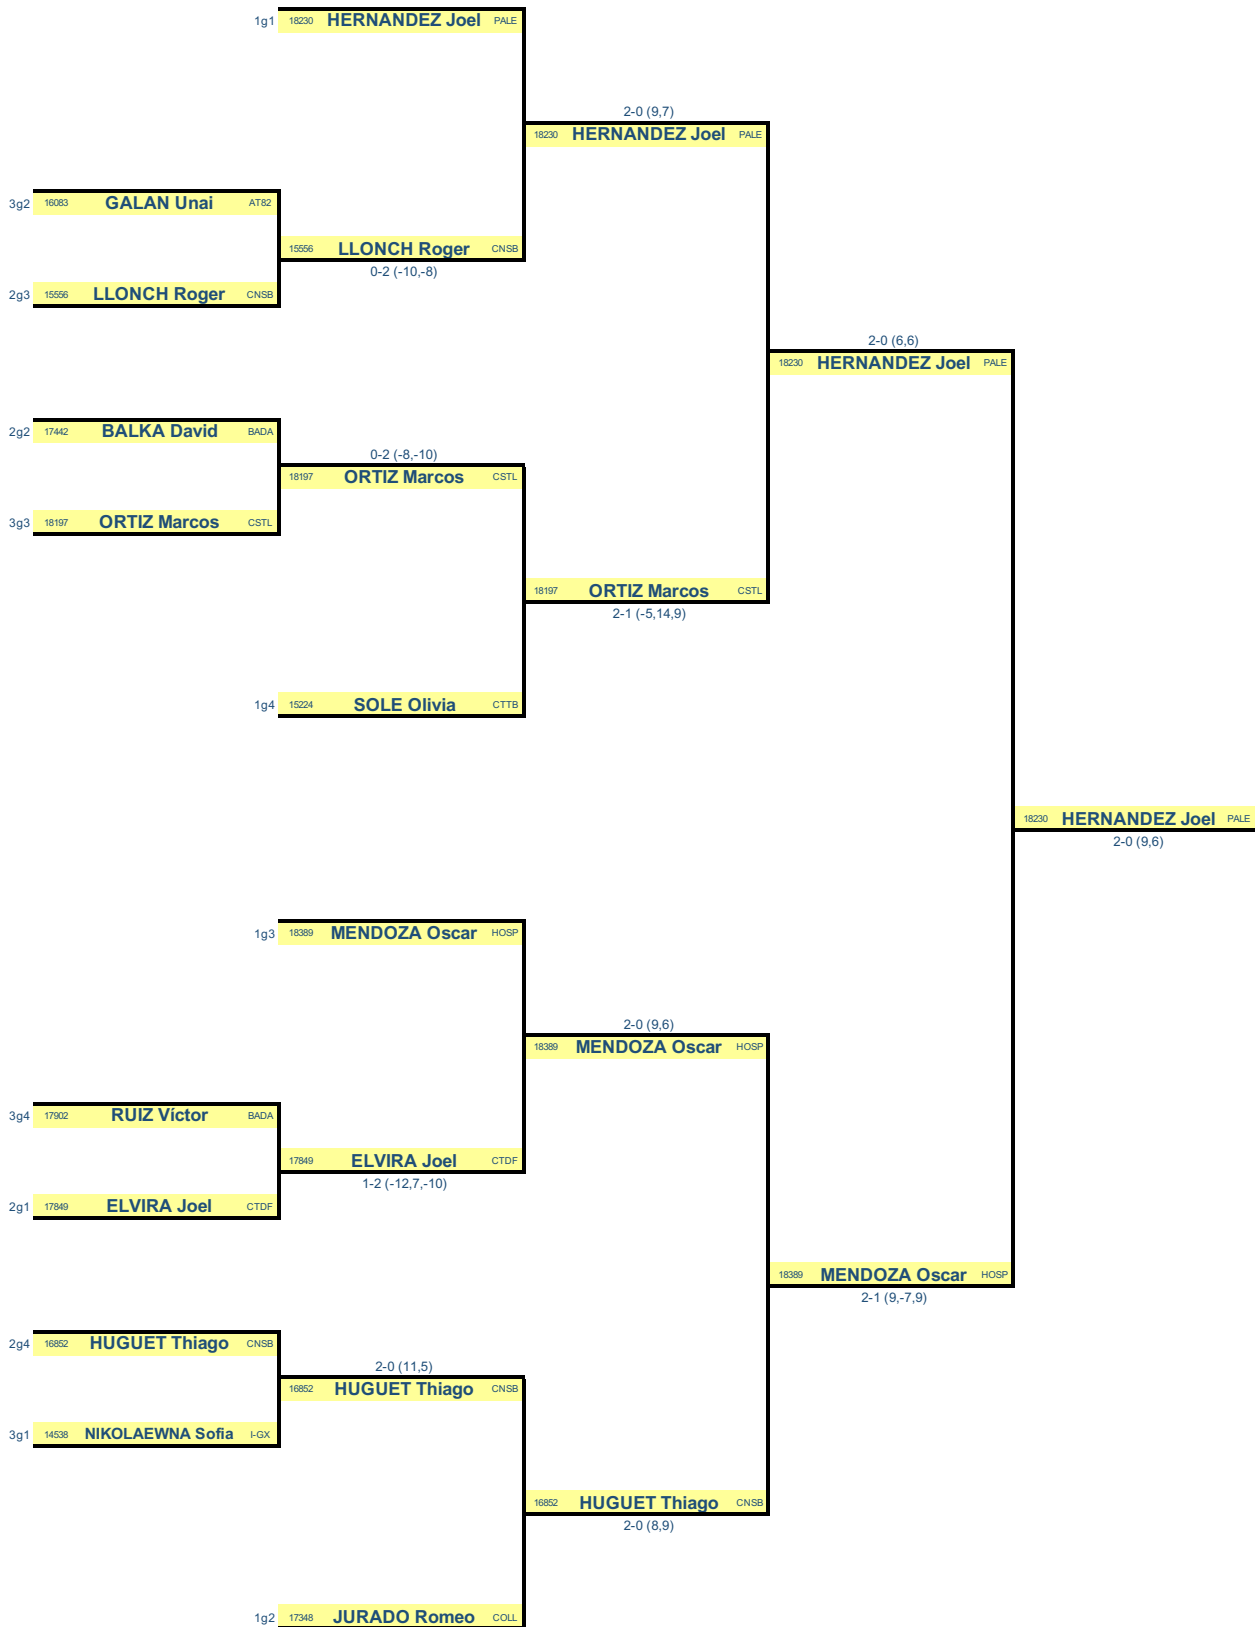 1g1 18230 HERNANDEZ Joel PALE
2-0 (9,7)
18230 HERNANDEZ Joel PALE
3g2 16083 GALAN Unai AT82
15556 LLONCH Roger CNSB
0-2 (-10,-8)
2g3 15556 LLONCH Roger CNSB
2-0 (6,6)
18230 HERNANDEZ Joel PALE
2g2 17442 BALKA David BADA
0-2 (-8,-10)
18197 ORTIZ Marcos CSTL
3g3 18197 ORTIZ Marcos CSTL
18197 ORTIZ Marcos CSTL
2-1 (-5,14,9)
1g4 15224 SOLE Olivia CTTB
18230 HERNANDEZ Joel PALE
2-0 (9,6)
1g3 18389 MENDOZA Oscar HOSP
2-0 (9,6)
18389 MENDOZA Oscar HOSP
3g4 17902 RUIZ Víctor BADA
17849 ELVIRA Joel CTDF
1-2 (-12,7,-10)
2g1 17849 ELVIRA Joel CTDF
18389 MENDOZA Oscar HOSP
2-1 (9,-7,9)
2g4 16852 HUGUET Thiago CNSB
2-0 (11,5)
16852 HUGUET Thiago CNSB
3g1 14538 NIKOLAEWNA Sofia I-GX
16852 HUGUET Thiago CNSB
2-0 (8,9)
1g2 17348 JURADO Romeo COLL